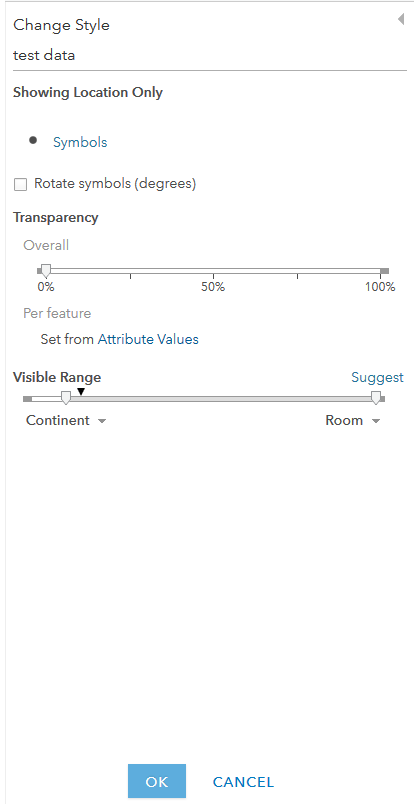 Change Style
test data
Showing Location Only
Symbols
Rotate symbols (degrees)
Transparency
Overall
0% 50% 100%
Per feature
Set from Attribute Values
Visible Range Suggest
Continent Room
OK CANCEL